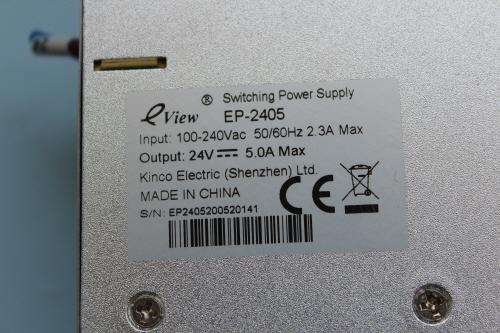 eView ® Switching Power Supply
EP-2405
Input: 100-240Vac 50/60Hz 2.3A Max
Output: 24V⎓ 5.0A Max
Kinco Electric (Shenzhen) Ltd.
MADE IN CHINA CE
S/N: EP2405200520141